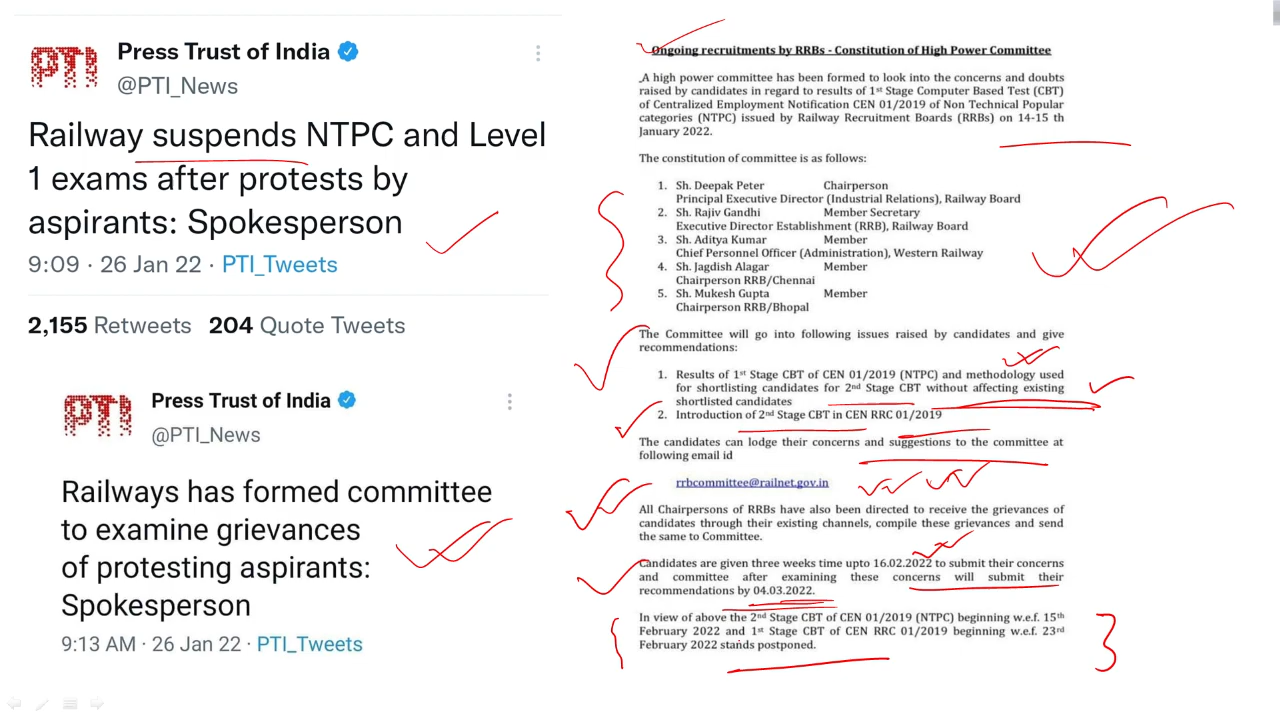 PTI
Press Trust of India
@PTI_News
Railway suspends NTPC and Level
1 exams after protests by
aspirants: Spokesperson
9:09 · 26 Jan 22 · PTI_Tweets
2,155 Retweets 204 Quote Tweets
PTI
Press Trust of India
@PTI_News
Railways has formed committee
to examine grievances
of protesting aspirants:
Spokesperson
9:13 AM · 26 Jan 22 · PTI_Tweets
Ongoing recruitments by RRBs - Constitution of High Power Committee
A high power committee has been formed to look into the concerns and doubts
raised by candidates in regard to results of 1st Stage Computer Based Test (CBT)
of Centralized Employment Notification CEN 01/2019 of Non Technical Popular
categories (NTPC) issued by Railway Recruitment Boards (RRBs) on 14-15 th
January 2022.
The constitution of committee is as follows:
1. Sh. Deepak Peter Chairperson
Principal Executive Director (Industrial Relations), Railway Board
2. Sh. Rajiv Gandhi Member Secretary
Executive Director Establishment (RRB), Railway Board
3. Sh. Aditya Kumar Member
Chief Personnel Officer (Administration), Western Railway
4. Sh. Jagdish Alagar Member
Chairperson RRB/Chennai
5. Sh. Mukesh Gupta Member
Chairperson RRB/Bhopal
The Committee will go into following issues raised by candidates and give
recommendations:
1. Results of 1st Stage CBT of CEN 01/2019 (NTPC) and methodology used
for shortlisting candidates for 2nd Stage CBT without affecting existing
shortlisted candidates
2. Introduction of 2nd Stage CBT in CEN RRC 01/2019
The candidates can lodge their concerns and suggestions to the committee at
following email id
rrbcommittee@railnet.gov.in
All Chairpersons of RRBs have also been directed to receive the grievances of
candidates through their existing channels, compile these grievances and send
the same to Committee.
Candidates are given three weeks time upto 16.02.2022 to submit their concerns
and committee after examining these concerns will submit their
recommendations by 04.03.2022.
In view of above the 2nd Stage CBT of CEN 01/2019 (NTPC) beginning w.e.f. 15th
February 2022 and 1st Stage CBT of CEN RRC 01/2019 beginning w.e.f. 23rd
February 2022 stands postponed.